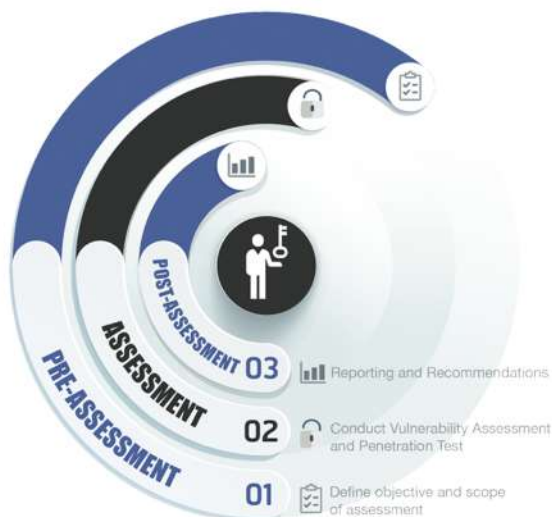 POST-ASSESSMENT 03
Reporting and Recommendations
ASSESSMENT 02
Conduct Vulnerability Assessment
and Penetration Test
PRE-ASSESSMENT 01
Define objective and scope
of assessment